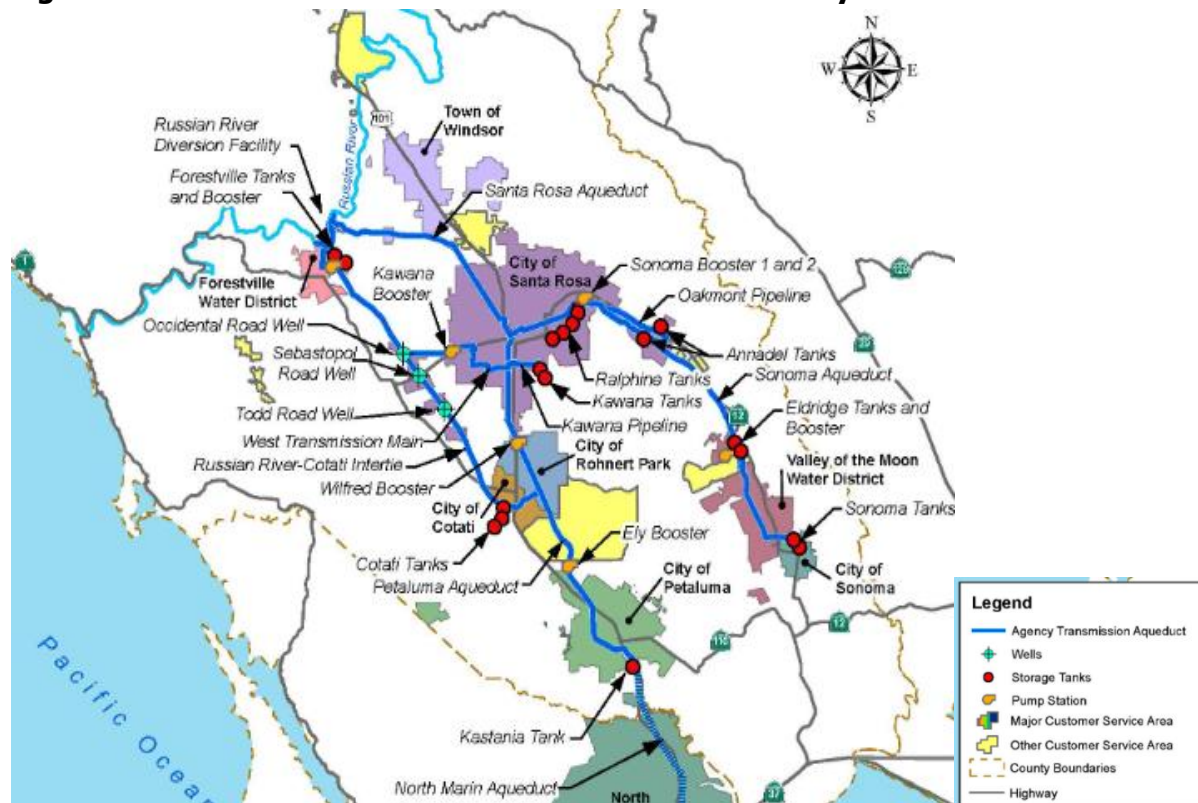 N
W
E
S
101
Town of
Windsor
Russian River
Diversion Facility
Russian River
Forestville Tanks
and Booster
Santa Rosa Aqueduct
1
Kawana
Booster
City of
Santa Rosa
Sonoma Booster 1 and 2
Forestville
Water District
Oakmont Pipeline
Occidental Road Well
Annadel Tanks
Sebastopol
Road Well
Ralphine Tanks
Sonoma Aqueduct
Kawana Tanks
Todd Road Well
12
Eldridge Tanks and
Booster
West Transmission Main
Kawana Pipeline
Russian River-Cotati Intertie
City of
Rohnert Park
Wilfred Booster
Valley of the Moon
Water District
City of
Cotati
Sonoma Tanks
Ely Booster
Cotati Tanks
Petaluma Aqueduct
City of
Petaluma
City of
Sonoma
12
Pacific Ocean
Kastania Tank
North Marin Aqueduct
North
37
Legend
Agency Transmission Aqueduct
Wells
Storage Tanks
Pump Station
Major Customer Service Area
Other Customer Service Area
County Boundaries
Highway